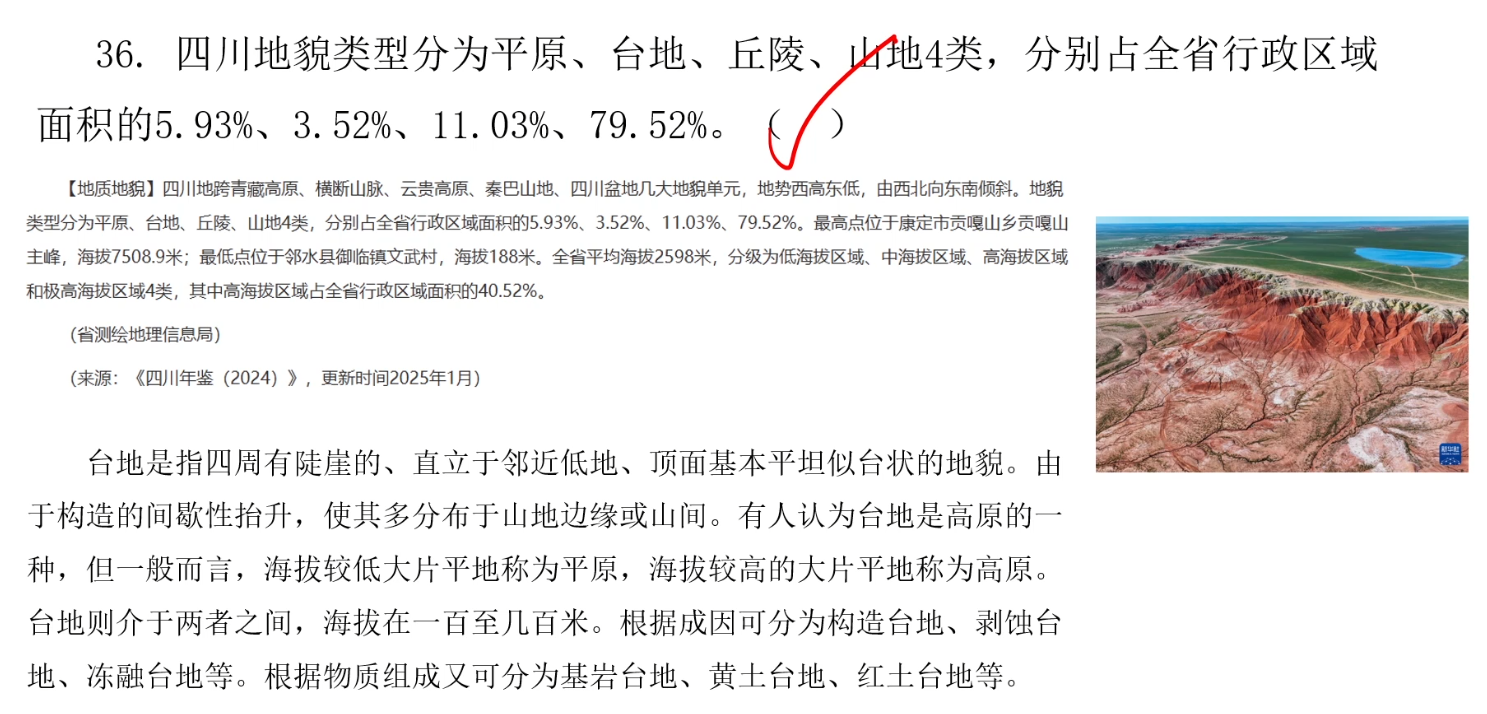 36. 四川地貌类型分为平原、台地、丘陵、山地4类，分别占全省行政区域
面积的5.93%、3.52%、11.03%、79.52%。（ ）
【地质地貌】四川地跨青藏高原、横断山脉、云贵高原、秦巴山地、四川盆地几大地貌单元，地势西高东低，由西北向东南倾斜。地貌
类型分为平原、台地、丘陵、山地4类，分别占全省行政区域面积的5.93%、3.52%、11.03%、79.52%。最高点位于康定市贡嘎山乡贡嘎山
主峰，海拔7508.9米；最低点位于邻水县御临镇文武村，海拔188米。全省平均海拔2598米，分级为低海拔区域、中海拔区域、高海拔区域
和极高海拔区域4类，其中高海拔区域占全省行政区域面积的40.52%。
（省测绘地理信息局）
（来源：《四川年鉴（2024）》，更新时间2025年1月）
台地是指四周有陡崖的、直立于邻近低地、顶面基本平坦似台状的地貌。由
于构造的间歇性抬升，使其多分布于山地边缘或山间。有人认为台地是高原的一
种，但一般而言，海拔较低大片平地称为平原，海拔较高的大片平地称为高原。
台地则介于两者之间，海拔在一百至几百米。根据成因可分为构造台地、剥蚀台
地、冻融台地等。根据物质组成又可分为基岩台地、黄土台地、红土台地等。
新华社